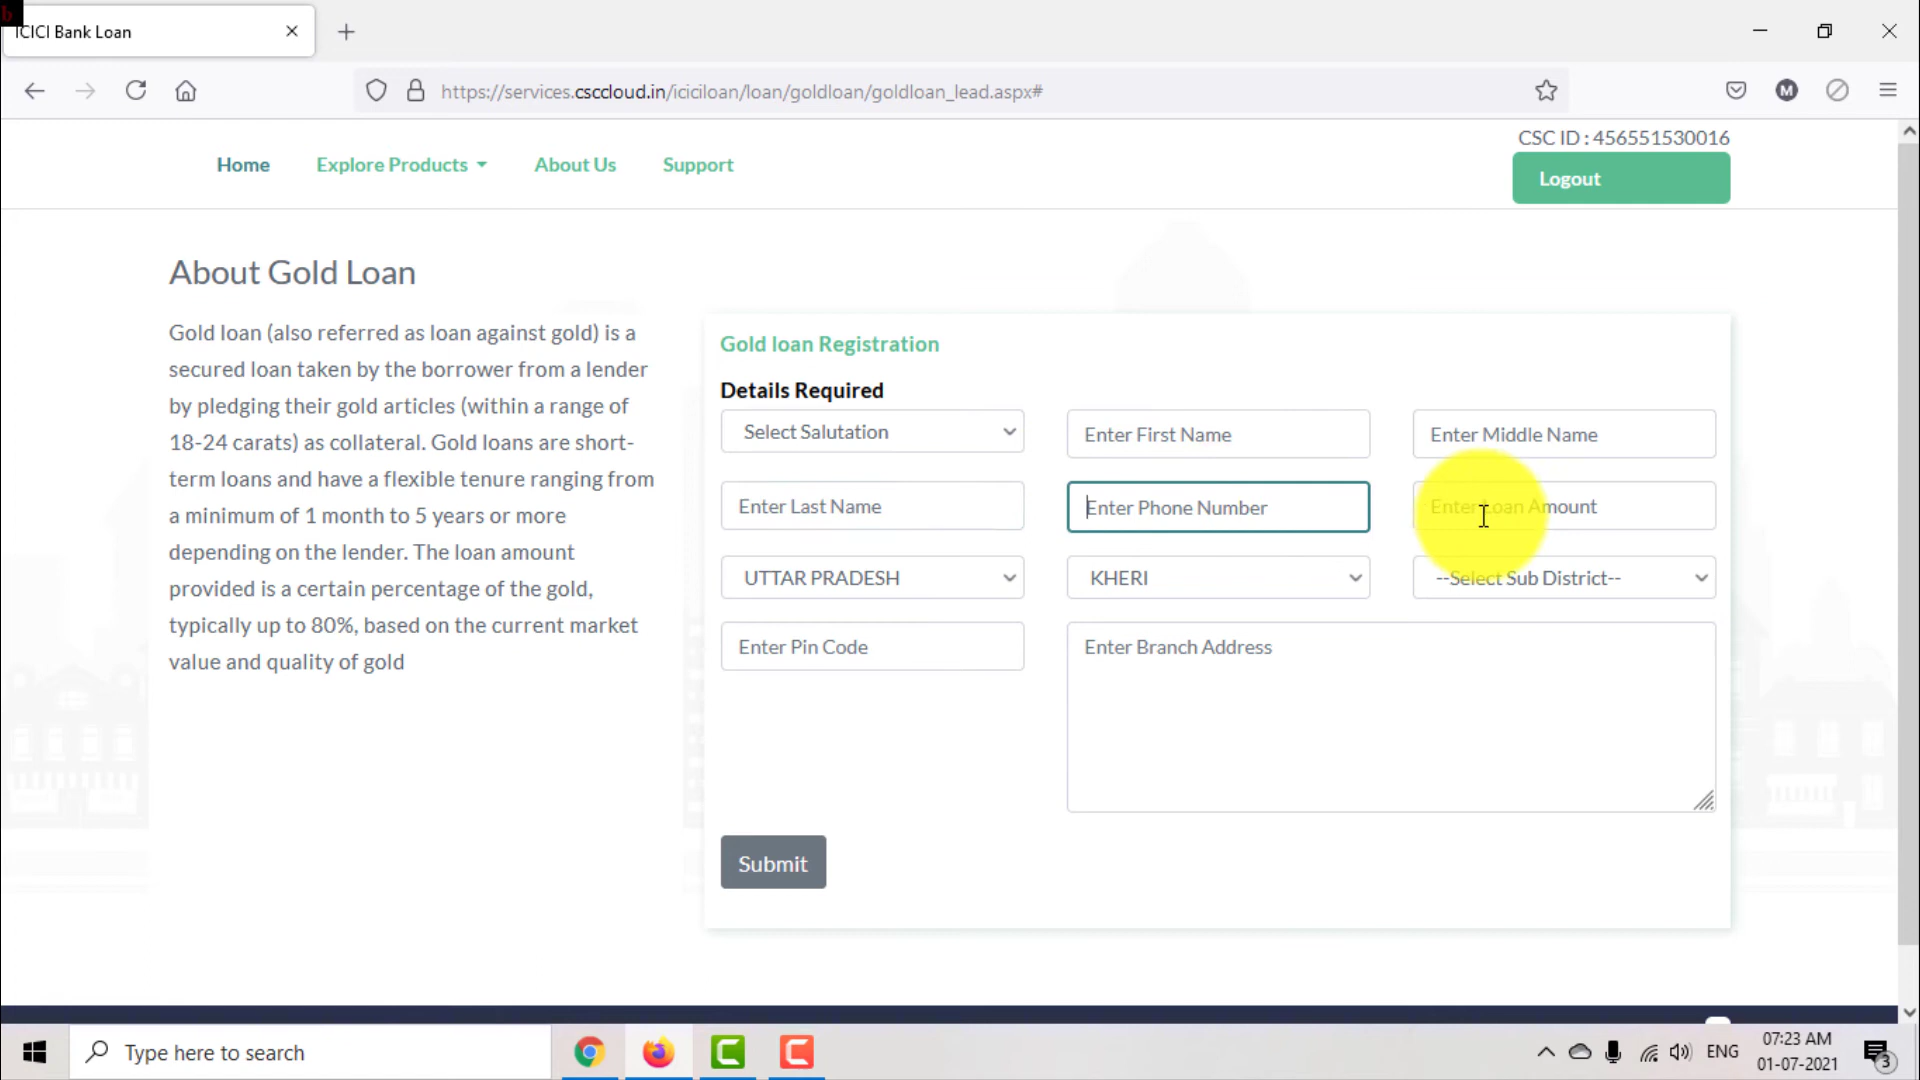 ICICI Bank Loan
https://services.csccloud.in/iciciloan/loan/goldloan/goldloan_lead.aspx#
M
Home Explore Products About Us Support
CSC ID : 456551530016
Logout
About Gold Loan
Gold loan (also referred as loan against gold) is a
secured loan taken by the borrower from a lender
by pledging their gold articles (within a range of
18-24 carats) as collateral. Gold loans are short-
term loans and have a flexible tenure ranging from
a minimum of 1 month to 5 years or more
depending on the lender. The loan amount
provided is a certain percentage of the gold,
typically up to 80%, based on the current market
value and quality of gold
Gold loan Registration
Details Required
Select Salutation Enter First Name Enter Middle Name
Enter Last Name Enter Phone Number Enter Loan Amount
UTTAR PRADESH KHERI --Select Sub District--
Enter Pin Code Enter Branch Address
Submit
Type here to search
ENG
07:23 AM
01-07-2021
3